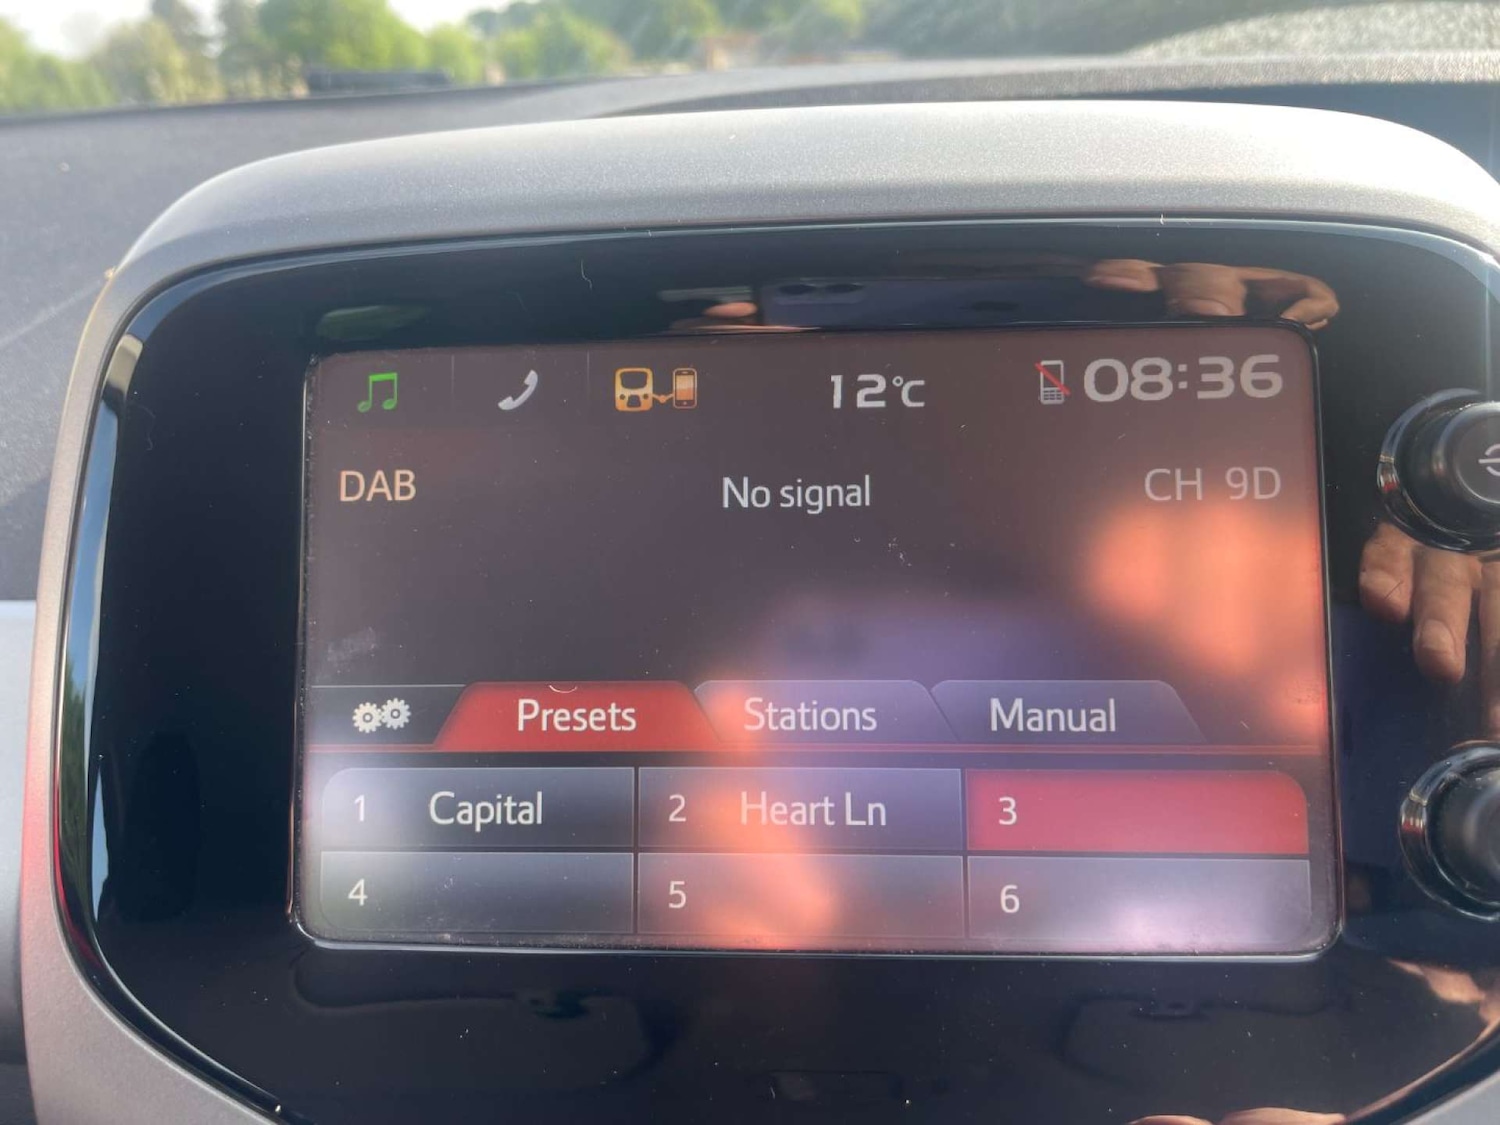 12°C 08:36
DAB No signal CH 9D
Presets Stations Manual
1 Capital 2 Heart Ln 3
4 5 6